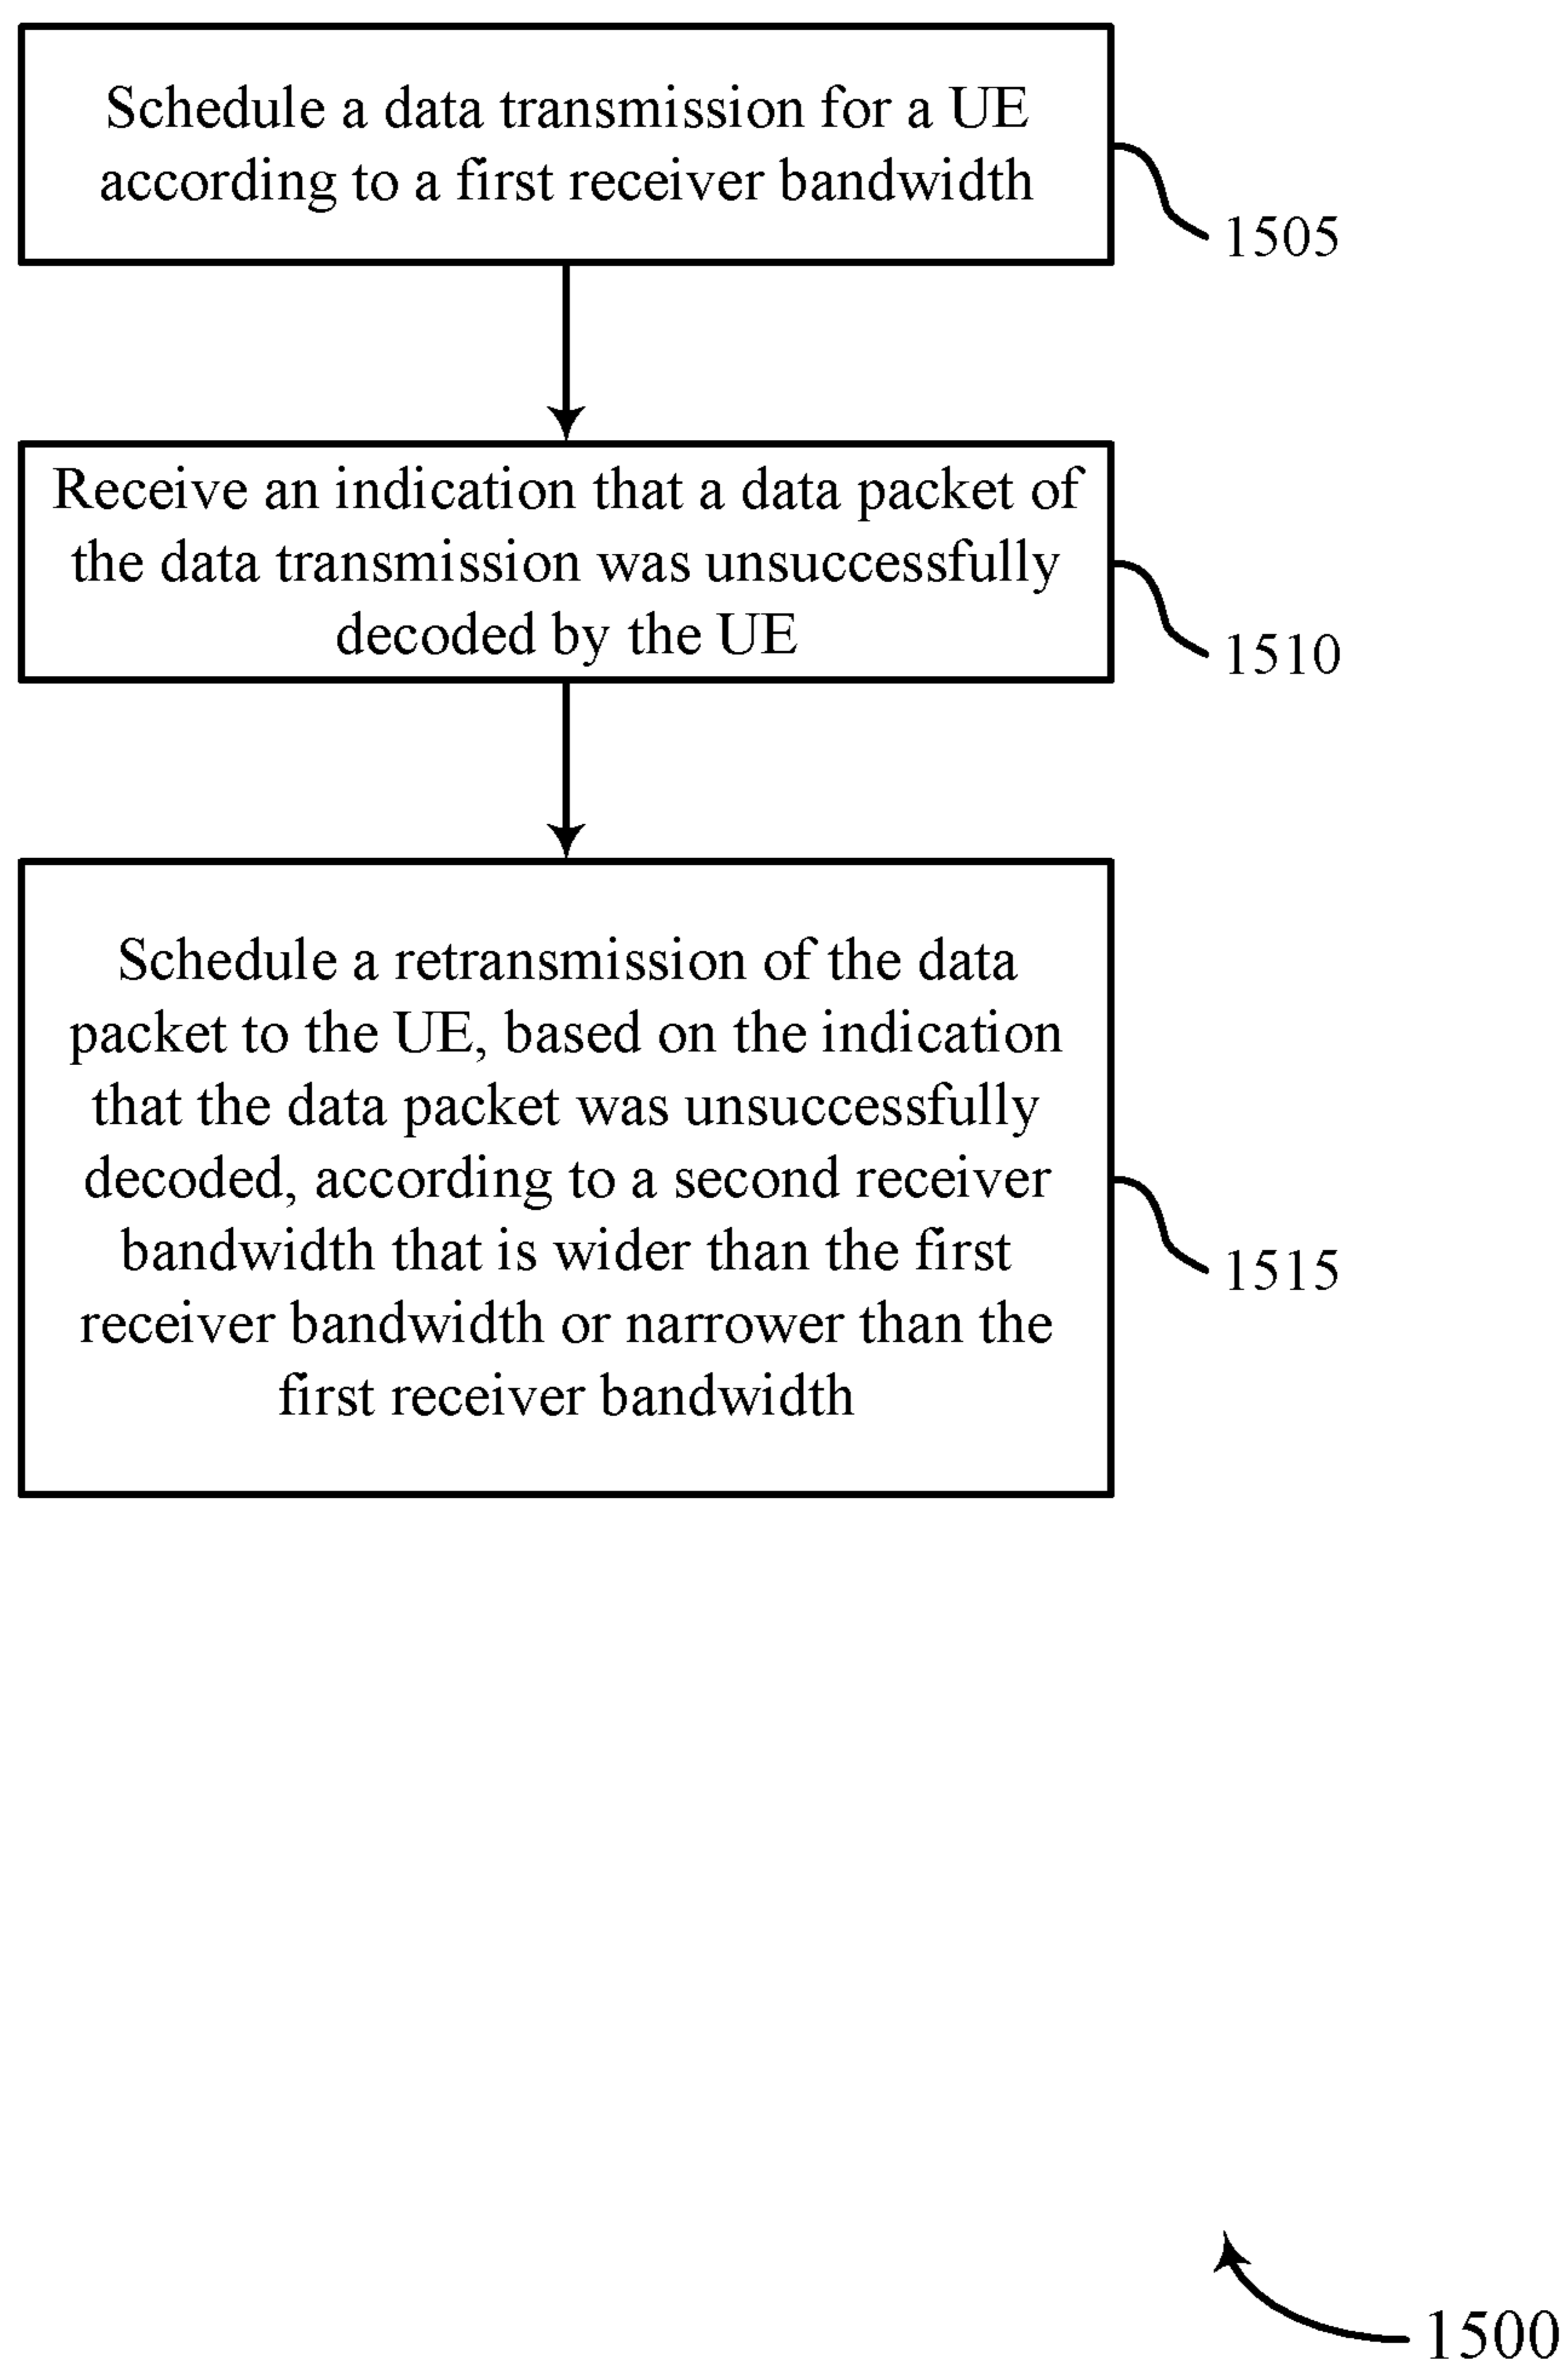 Schedule a data transmission for a UE
according to a first receiver bandwidth
1505
Receive an indication that a data packet of
the data transmission was unsuccessfully
decoded by the UE
1510
Schedule a retransmission of the data
packet to the UE, based on the indication
that the data packet was unsuccessfully
decoded, according to a second receiver
bandwidth that is wider than the first
receiver bandwidth or narrower than the
first receiver bandwidth
1515
1500